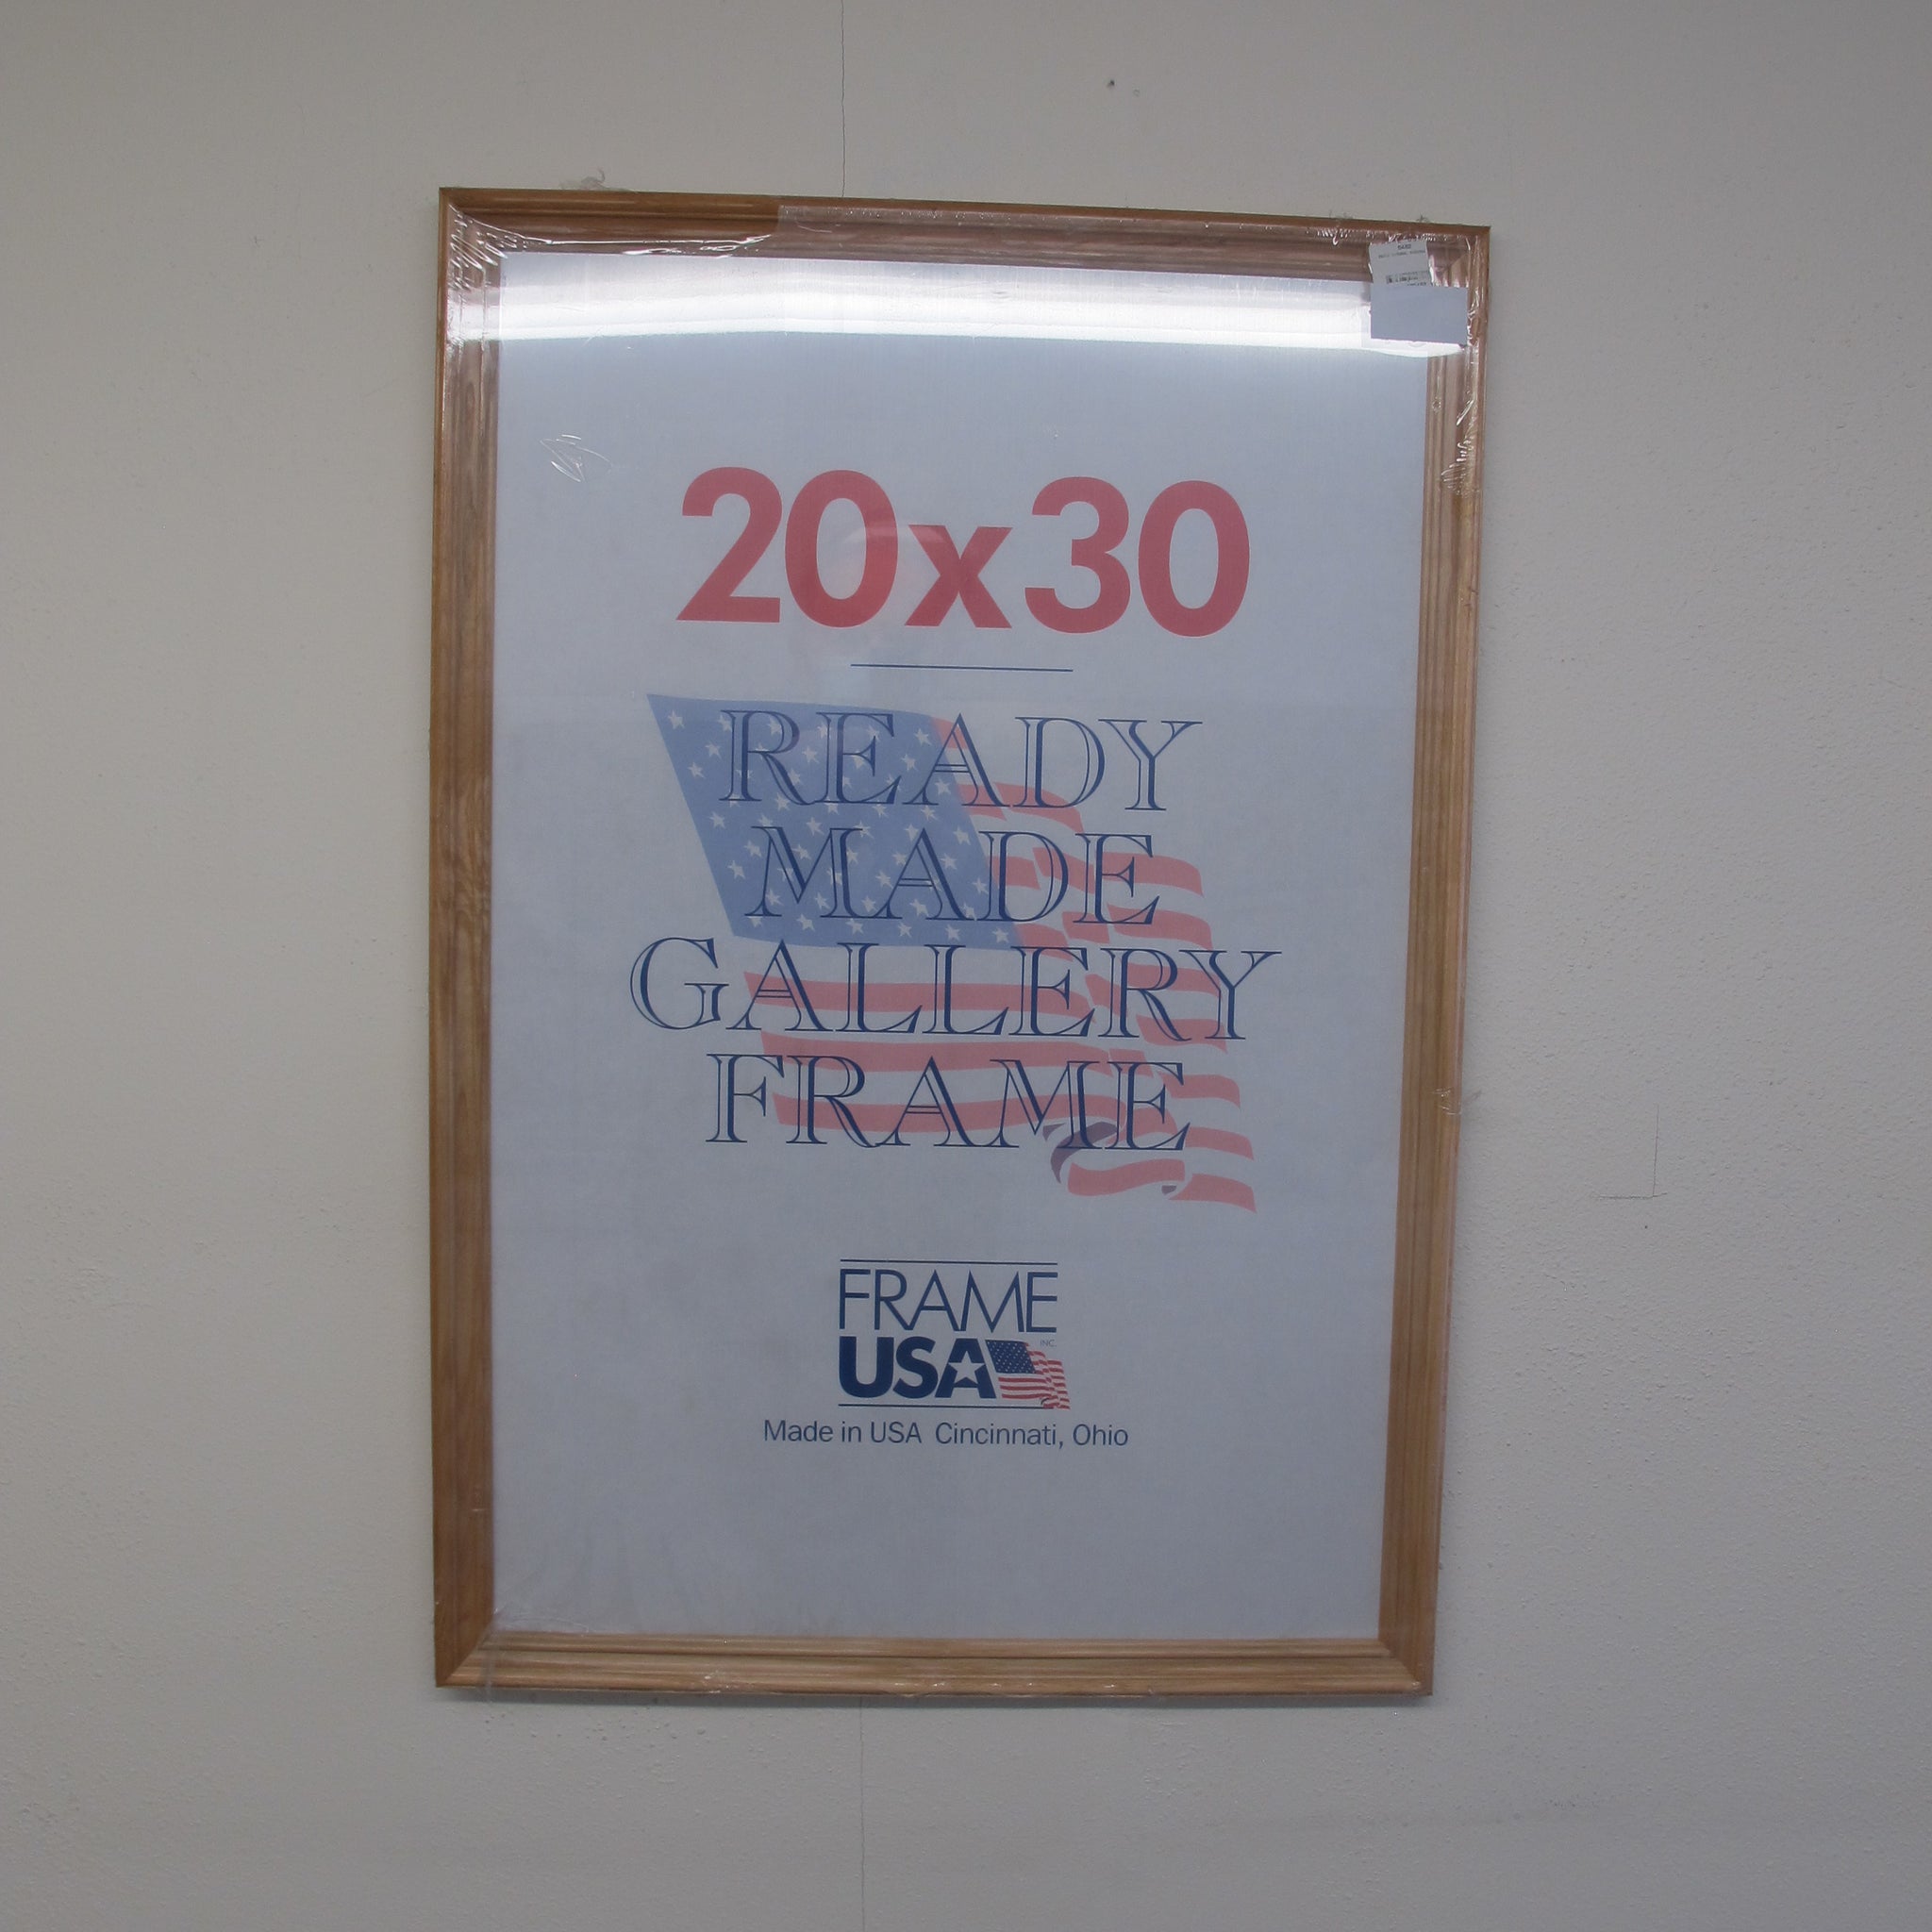 20x30
READY
MADE
GALLERY
FRAME
FRAME
USA INC.
Made in USA Cincinnati, Ohio